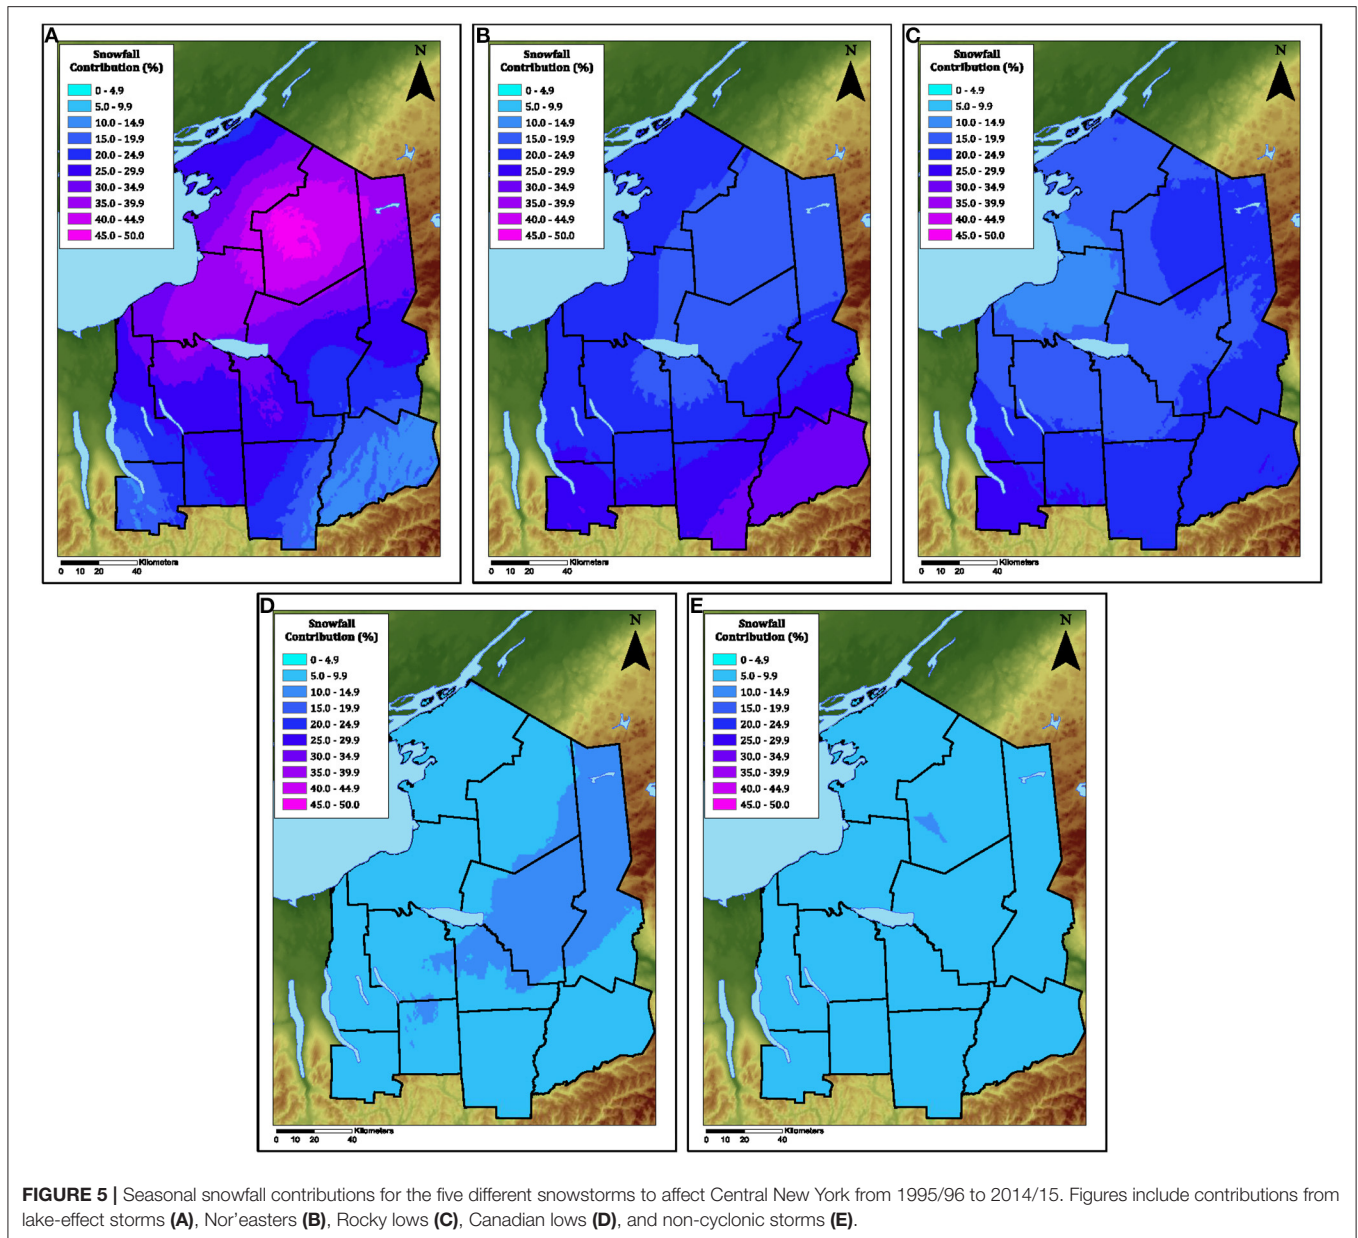 A
Snowfall
Contribution (%)
0 - 4.9
5.0 - 9.9
10.0 - 14.9
15.0 - 19.9
20.0 - 24.9
25.0 - 29.9
30.0 - 34.9
35.0 - 39.9
40.0 - 44.9
45.0 - 50.0
N
Kilometers
0 10 20 40
B
Snowfall
Contribution (%)
0 - 4.9
5.0 - 9.9
10.0 - 14.9
15.0 - 19.9
20.0 - 24.9
25.0 - 29.9
30.0 - 34.9
35.0 - 39.9
40.0 - 44.9
45.0 - 50.0
N
Kilometers
0 10 20 40
C
Snowfall
Contribution (%)
0 - 4.9
5.0 - 9.9
10.0 - 14.9
15.0 - 19.9
20.0 - 24.9
25.0 - 29.9
30.0 - 34.9
35.0 - 39.9
40.0 - 44.9
45.0 - 50.0
N
Kilometers
0 10 20 40
D
Snowfall
Contribution (%)
0 - 4.9
5.0 - 9.9
10.0 - 14.9
15.0 - 19.9
20.0 - 24.9
25.0 - 29.9
30.0 - 34.9
35.0 - 39.9
40.0 - 44.9
45.0 - 50.0
N
Kilometers
0 10 20 40
E
Snowfall
Contribution (%)
0 - 4.9
5.0 - 9.9
10.0 - 14.9
15.0 - 19.9
20.0 - 24.9
25.0 - 29.9
30.0 - 34.9
35.0 - 39.9
40.0 - 44.9
45.0 - 50.0
N
Kilometers
0 10 20 40
FIGURE 5 | Seasonal snowfall contributions for the five different snowstorms to affect Central New York from 1995/96 to 2014/15. Figures include contributions from
lake-effect storms (A), Nor'easters (B), Rocky lows (C), Canadian lows (D), and non-cyclonic storms (E).